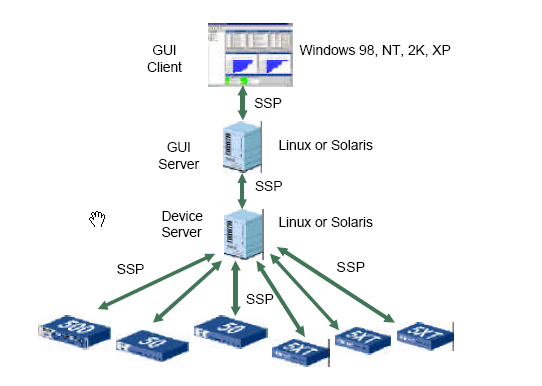 GUI
Client
Windows 98, NT, 2K, XP
SSP
GUI
Server
Linux or Solaris
SSP
Device
Server
Linux or Solaris
SSP
SSP
SSP
500
50
50
5XT
5XT
5XT